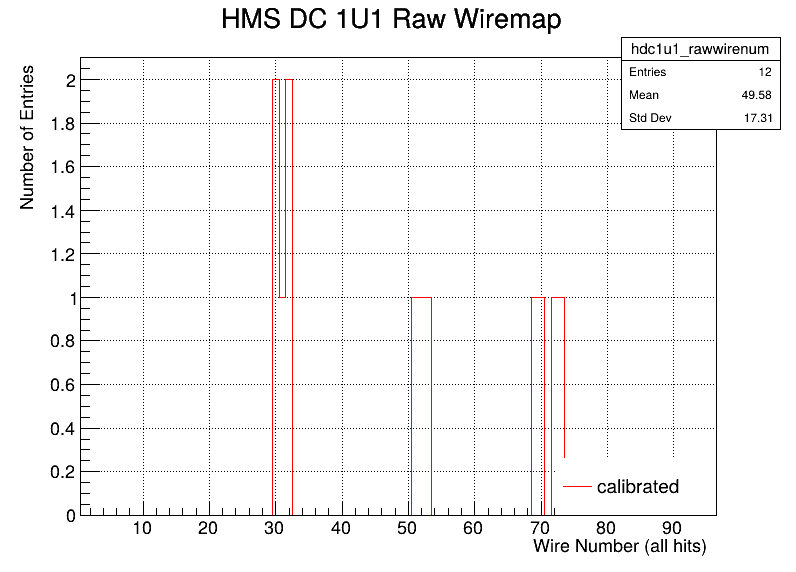 HMS DC 1U1 Raw Wiremap
hdc1u1_rawwirenum
Entries 12
Mean 49.58
Std Dev 17.31
Number of Entries
2
1.8
1.6
1.4
1.2
1
0.8
0.6
0.4
0.2
0
calibrated
10 20 30 40 50 60 70 80 90
Wire Number (all hits)